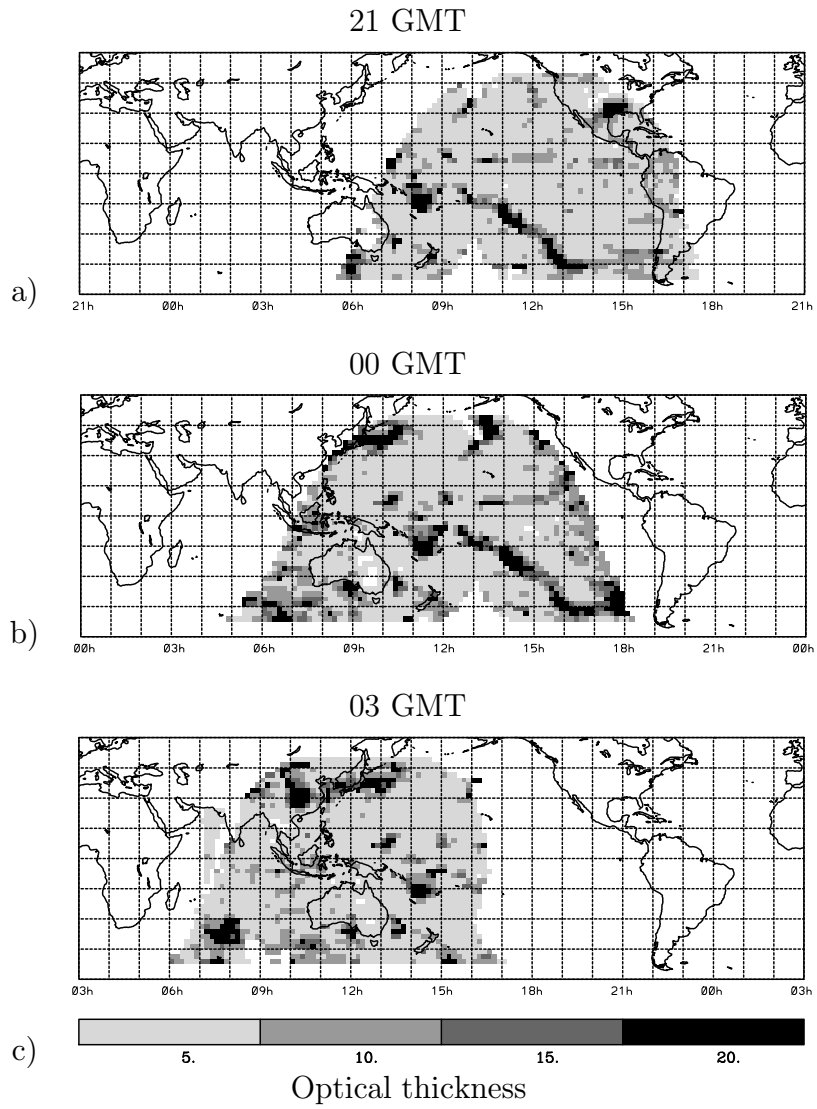 21 GMT
a)
21h 00h 03h 06h 09h 12h 15h 18h 21h
00 GMT
b)
00h 03h 06h 09h 12h 15h 18h 21h 00h
03 GMT
03h 06h 09h 12h 15h 18h 21h 00h 03h
c)
5. 10. 15. 20.
Optical thickness